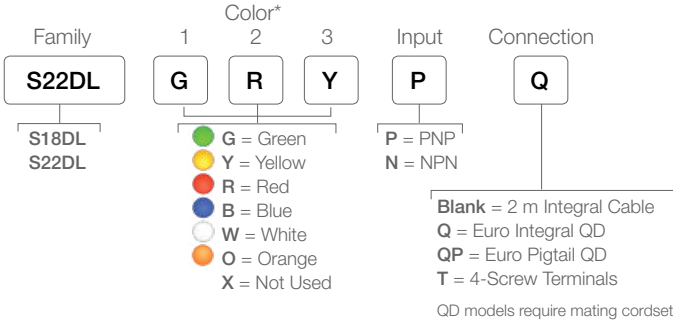 Color*
Family 1 2 3 Input Connection
S22DL G R Y P Q
S18DL
S22DL
G = Green
Y = Yellow
R = Red
B = Blue
W = White
O = Orange
X = Not Used
P = PNP
N = NPN
Blank = 2 m Integral Cable
Q = Euro Integral QD
QP = Euro Pigtail QD
T = 4-Screw Terminals
QD models require mating cordset